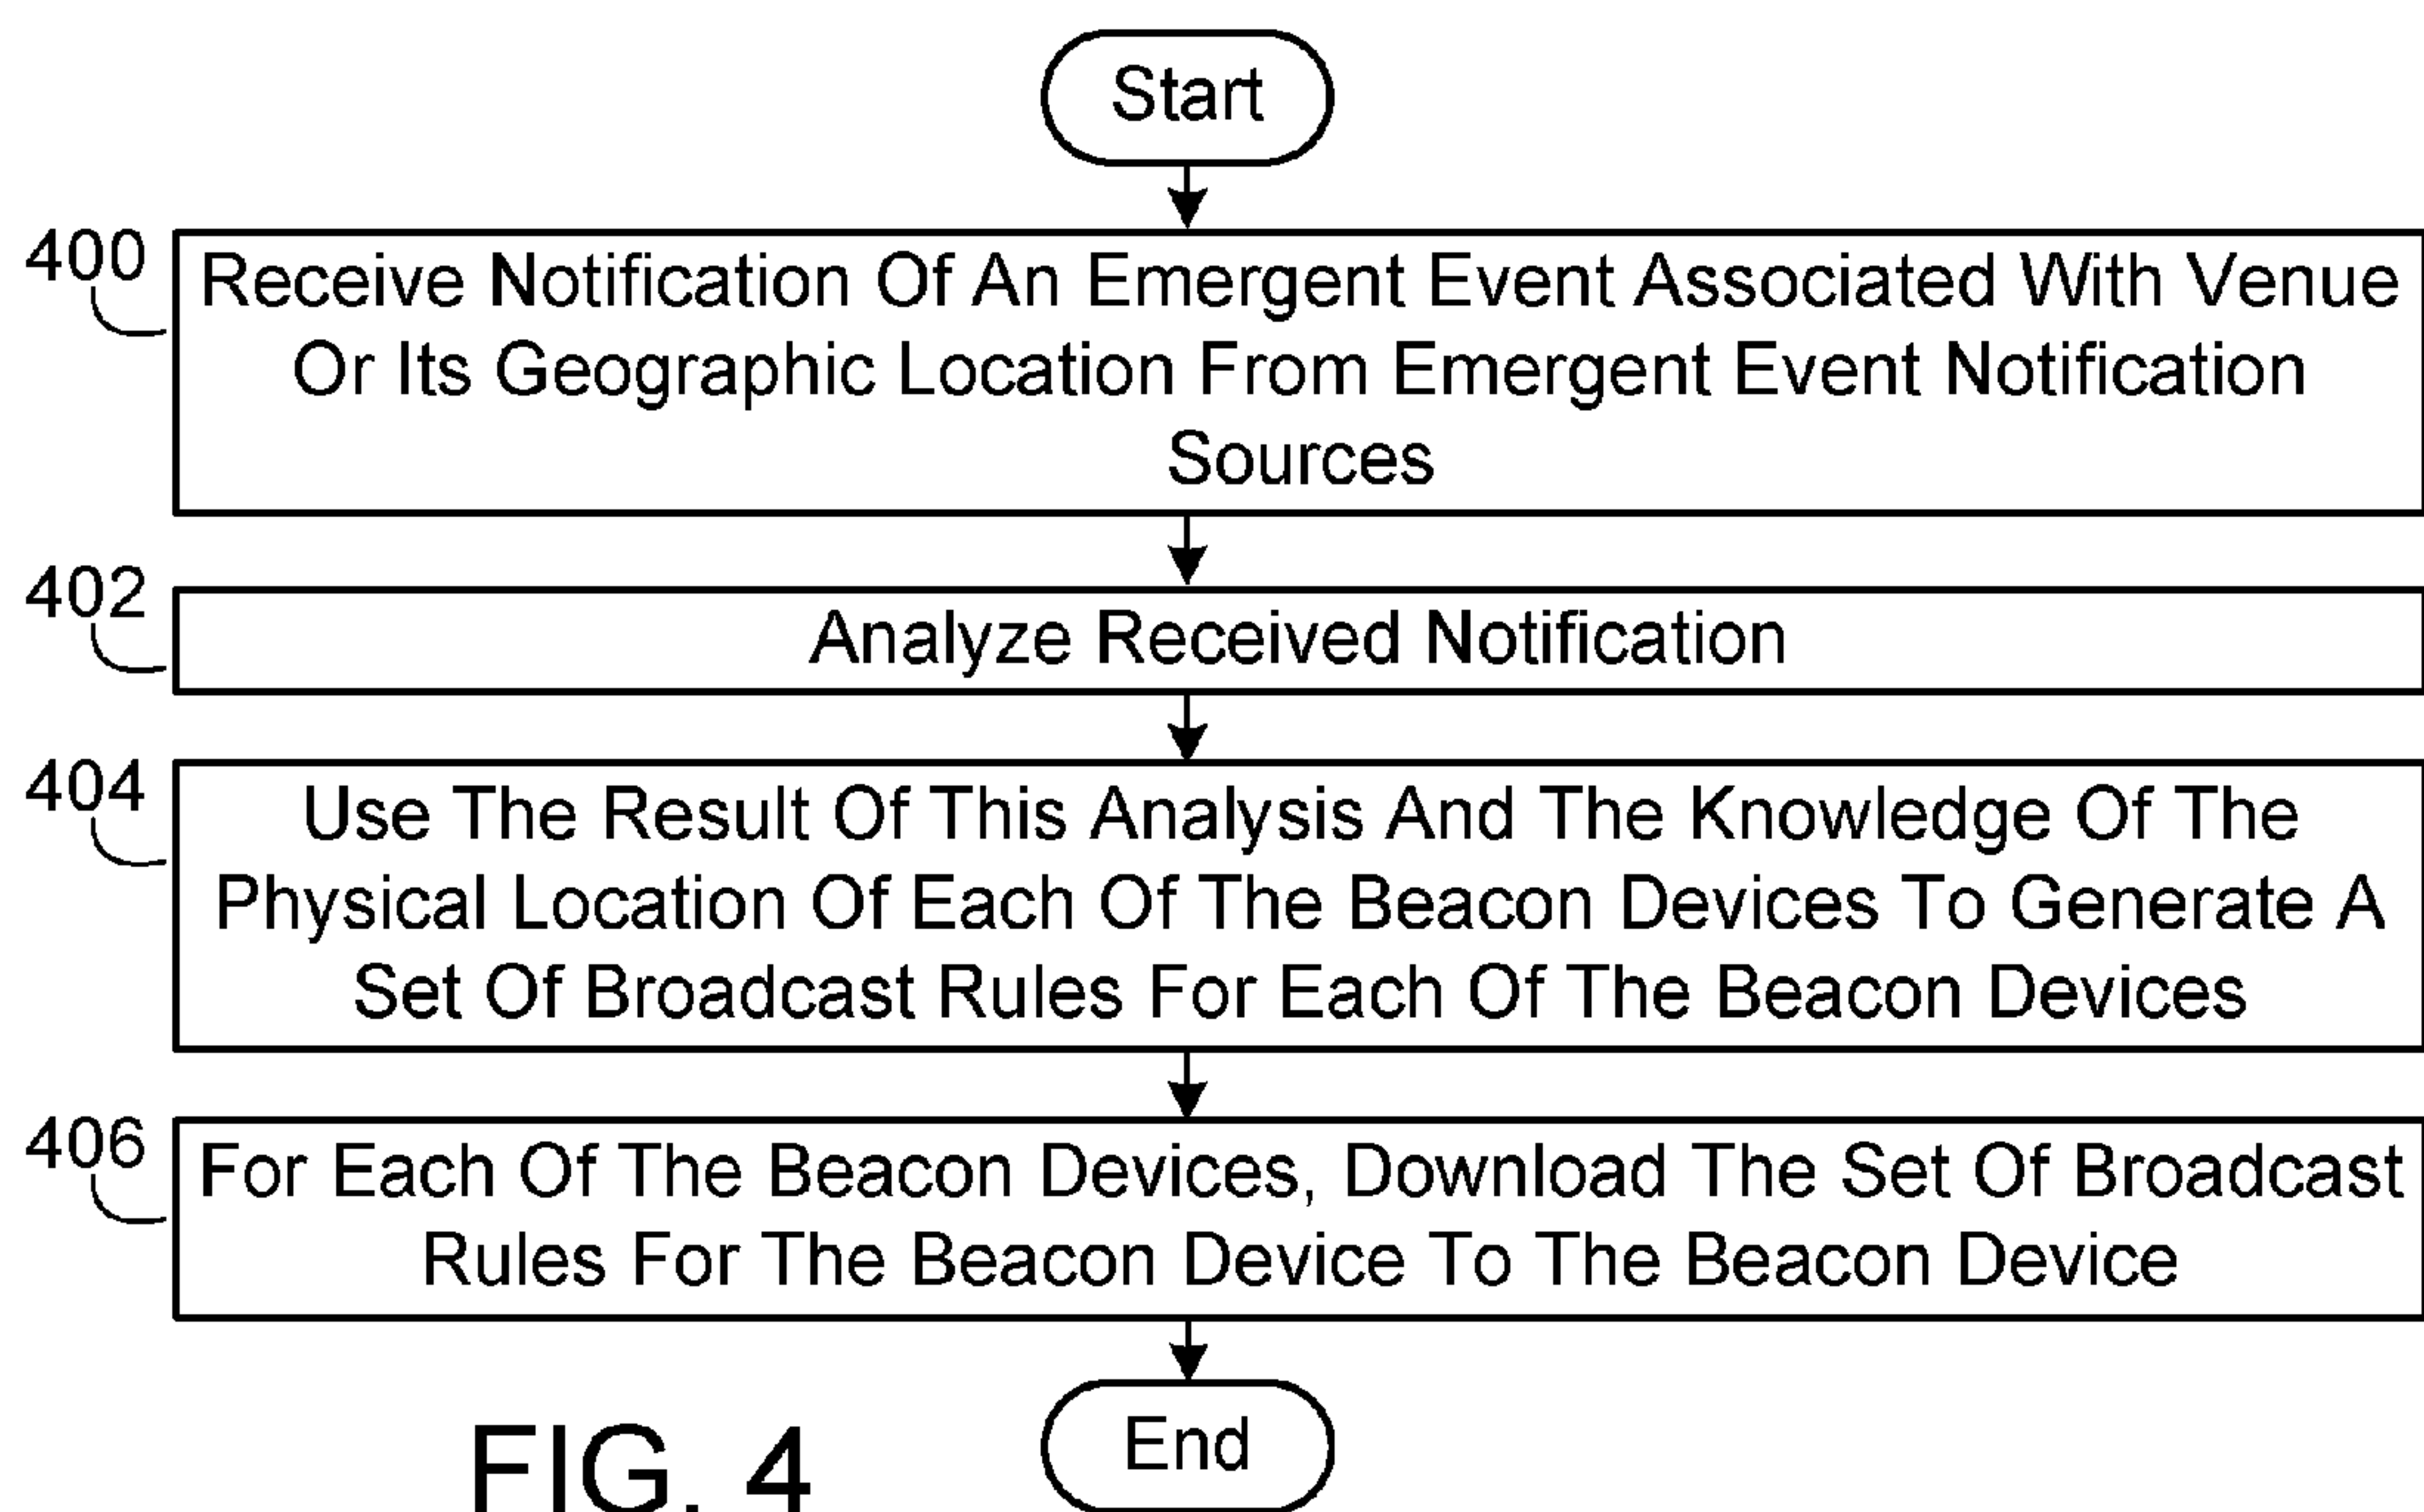 Start
400
Receive Notification Of An Emergent Event Associated With Venue
Or Its Geographic Location From Emergent Event Notification
Sources
402
Analyze Received Notification
404
Use The Result Of This Analysis And The Knowledge Of The
Physical Location Of Each Of The Beacon Devices To Generate A
Set Of Broadcast Rules For Each Of The Beacon Devices
406
For Each Of The Beacon Devices, Download The Set Of Broadcast
Rules For The Beacon Device To The Beacon Device
End
FIG. 4